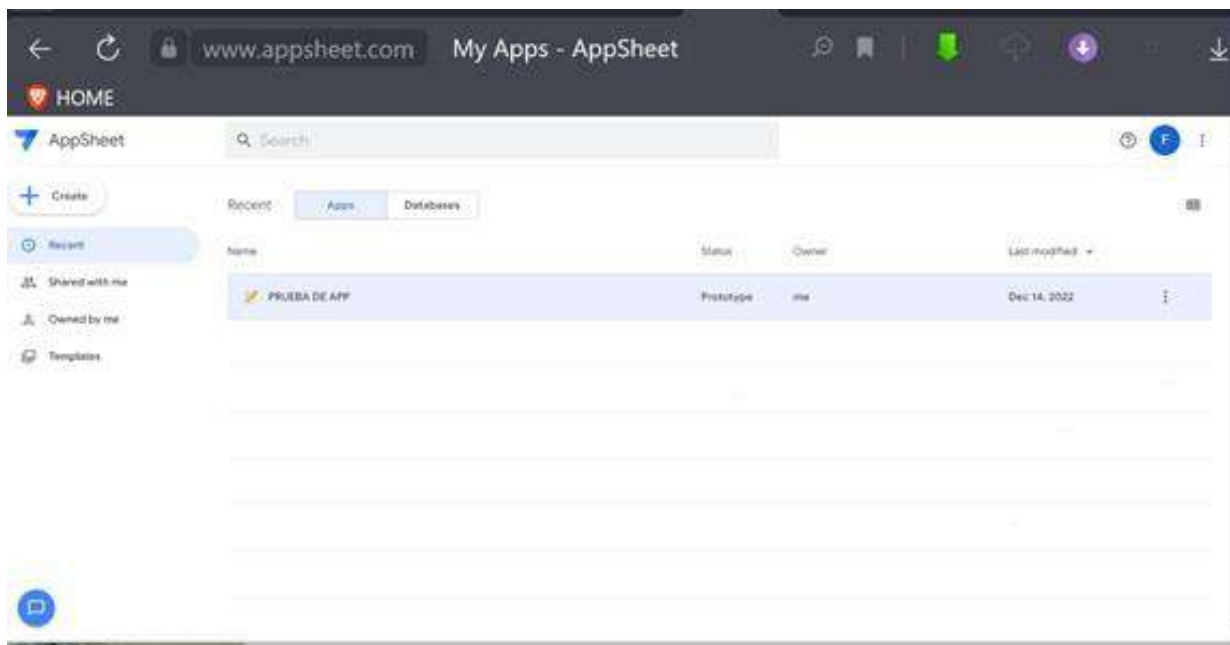 www.appsheet.com My Apps - AppSheet
HOME
AppSheet
Search
F
Create
Recent
Shared with me
Owned by me
Templates
Recent Apps Databases
Name Status Owner Last modified
PRUEBA DE APP Prototype me Dec 14, 2022